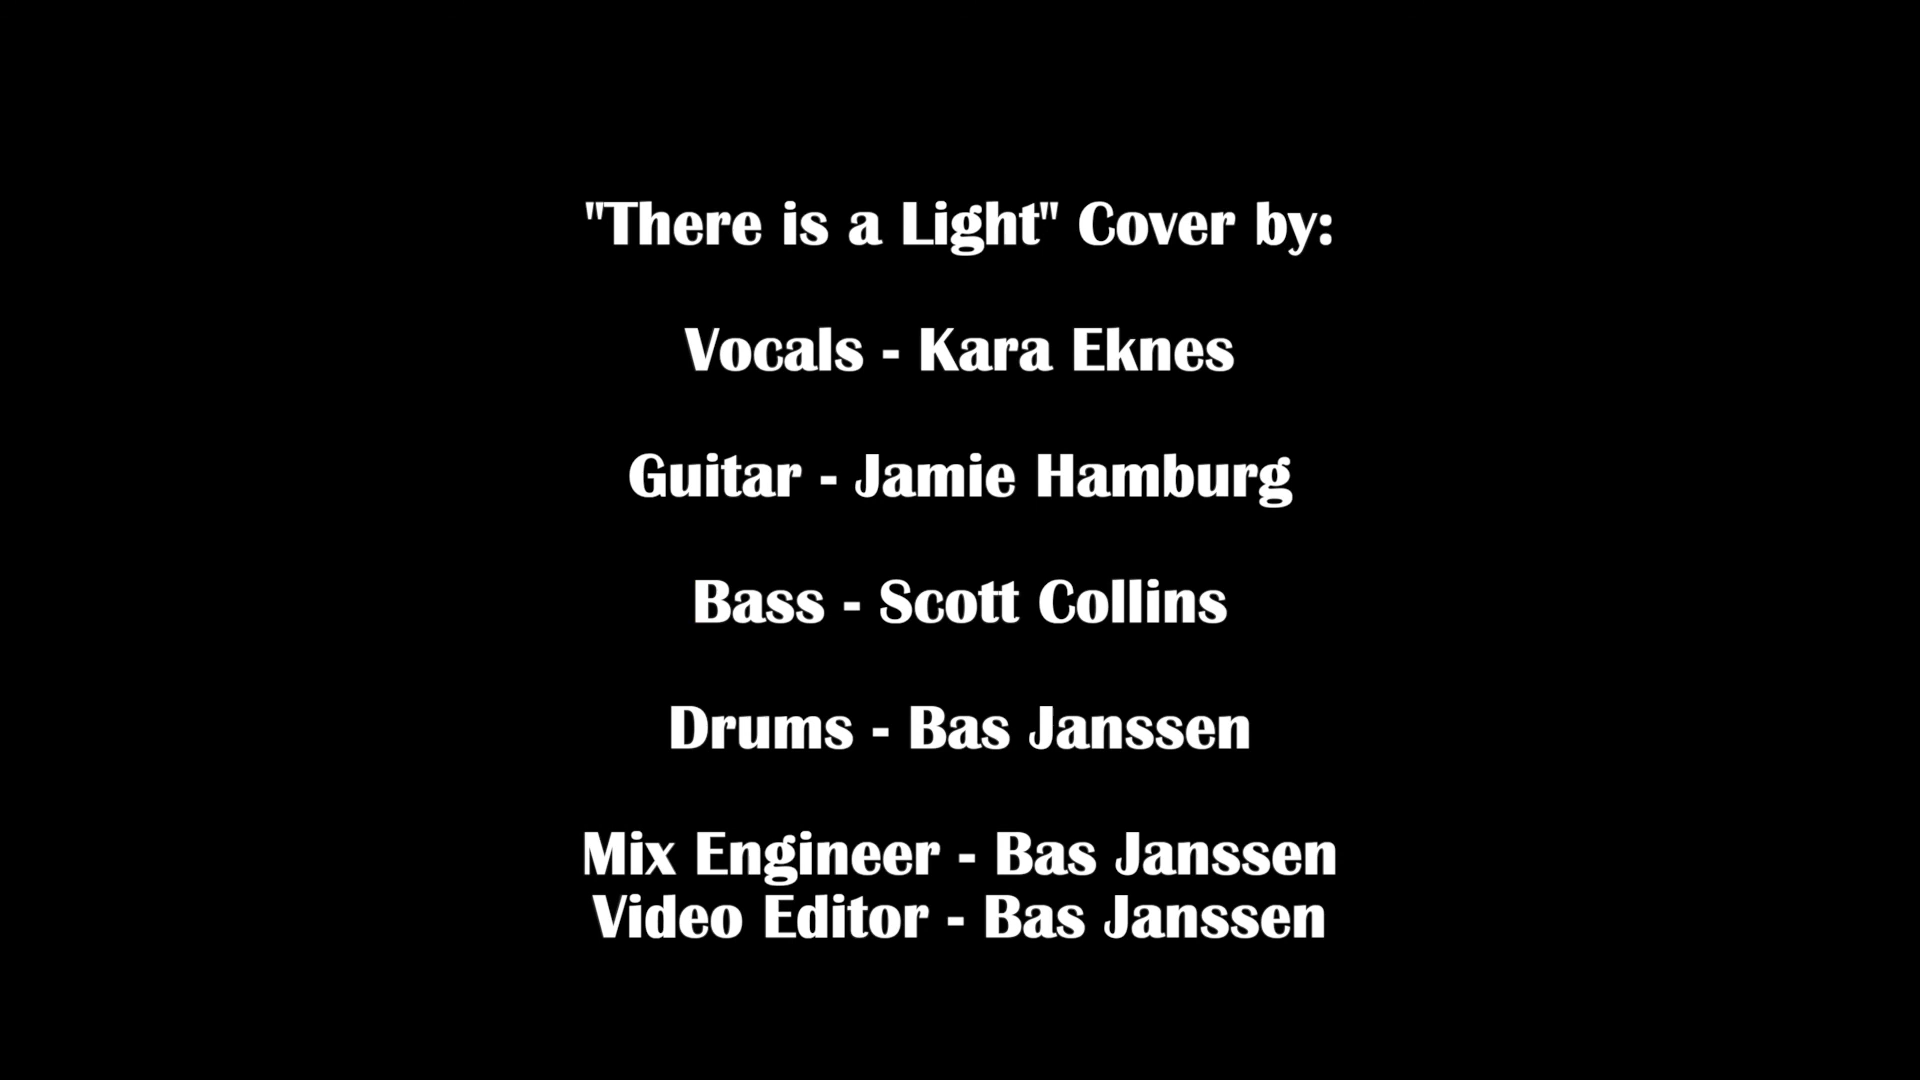 "There is a Light" Cover by:
Vocals - Kara Eknes
Guitar - Jamie Hamburg
Bass - Scott Collins
Drums - Bas Janssen
Mix Engineer - Bas Janssen
Video Editor - Bas Janssen